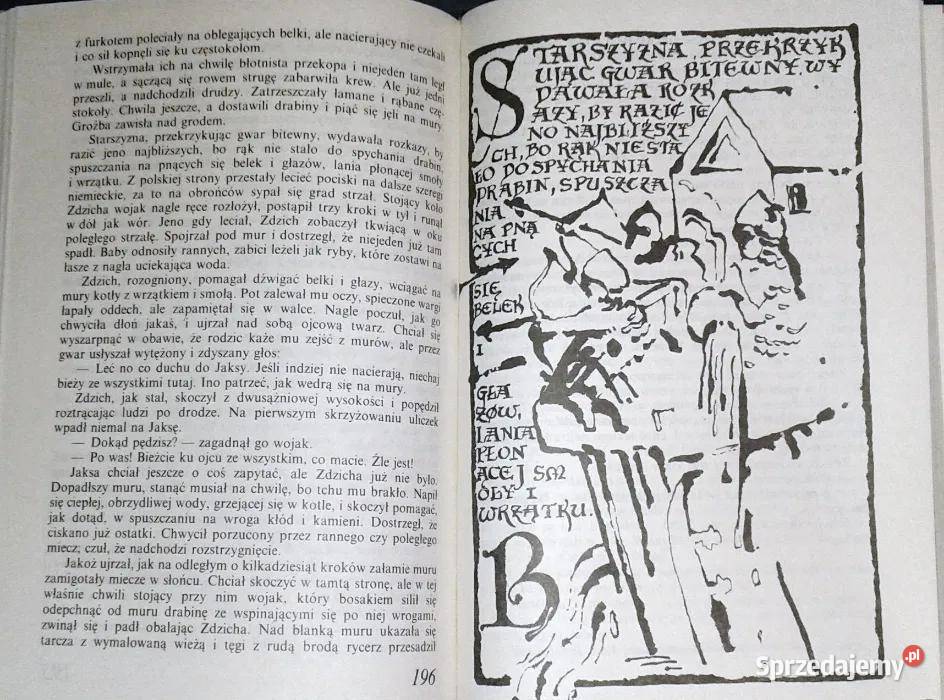 z furkotem poleciały na oblegających belki, ale nacierający nie czekali
i co sił kopnęli się ku częstokołom.
Wstrzymała ich na chwilę błotnista przekopa i niejeden tam legł
w mule, a sączącą się rowem strugę zabarwiła krew. Ale już jedni
przeszli, a nadchodzili drudzy. Zatrzeszczały łamane i rąbane czę-
stokoły. Chwila jeszcze, a dostawili drabiny i piąć się jęli na mury.
Groźba zawisła nad grodem.
Starszyzna, przekrzykując gwar bitewny, wydawała rozkazy, by
razić jeno najbliższych, bo rąk nie stało do spychania drabin,
spuszczania na pnących się belek i głazów, lania płonącej smoły
i wrzątku. Z polskiej strony przestały lecieć pociski na dalsze szeregi
niemieckie, za to na obrońców sypał się grad strzał. Stojący koło
Zdzicha wojak nagle ręce rozłożył, postąpił trzy kroki w tył i runął
w dół jak wór. Jeno gdy leciał, Zdzich zobaczył tkwiącą w oku
poległego strzałę. Spojrzał pod mur i dostrzegł, że niejeden już tam
spadł. Baby odnosiły rannych, zabici leżeli jak ryby, które zostawi na
łasze z nagła uciekająca woda.
Zdzich, rozogniony, pomagał dźwigać belki i głazy, wciągać na
mury kotły z wrzątkiem i smołą. Pot zalewał mu oczy, spieczone wargi
łapały oddech, ale zapamiętał się w walce. Nagle poczuł, jak go
chwyciła dłoń jakaś, i ujrzał nad sobą ojcową twarz. Chciał się
wyszarpnąć w obawie, że rodzic każe mu zejść z murów, ale przez
gwar usłyszał wytężony i zdyszany głos:
— Leć no co duchu do Jaksy. Jeśli indziej nie nacierają, niechaj
bieży ze wszystkimi tutaj. Ino patrzeć, jak wedrą się na mury.
Zdzich, jak stał, skoczył z dwusążniowej wysokości i popędził
roztrącając ludzi po drodze. Na pierwszym skrzyżowaniu uliczek
wpadł niemal na Jaksę.
— Dokąd pędzisz? — zagadnął go wojak.
— Po was! Bieżcie ku ojcu ze wszystkim, co macie. Źle jest!
Jaksa chciał jeszcze o coś zapytać, ale Zdzicha już nie było.
Dopadłszy muru, stanąć musiał na chwilę, bo tchu mu brakło. Napił
się ciepłej, obrzydliwej wody, grzejącej się w kotle, i skoczył pomagać,
jak dotąd, w spuszczaniu na wroga kłód i kamieni. Dostrzegł, że
ciskano już ostatki. Chwycił porzucony przez rannego czy poległego
miecz, czuł, że nadchodzi rozstrzygnięcie.
Jakoż ujrzał, jak na odległym o kilkadziesiąt kroków załamie muru
zamigotały miecze w słońcu. Chciał skoczyć w tamtą stronę, ale w tej
właśnie chwili stojący przy nim wojak, który bosakiem silił się
odepchnąć od muru drabinę ze wspinającymi się po niej wrogami,
zwinął się i padł obalając Zdzicha. Nad blanką muru ukazała się
tarcza z wymalowaną wieżą i tęgi z rudą brodą rycerz przesadził
196
STARSZYZNA, PRZEKRZYK
UJĄC GWAR BITEWNY, WY
DAWAŁA ROZK
AZY, BY RAZIĆ JE
NO NAJBLIŻSZY
CH, BO RĄK NIE STA
ŁO DO SPYCHANIA
DRABIN, SPUSZCZA
NIA
NA PNĄ
CYCH
SIĘ
BELEK
I
GŁA
ZÓW,
LANIA
PŁON
ĄCEJ SM
OŁY I
WRZĄTKU.
B
Sprzedajemy.pl